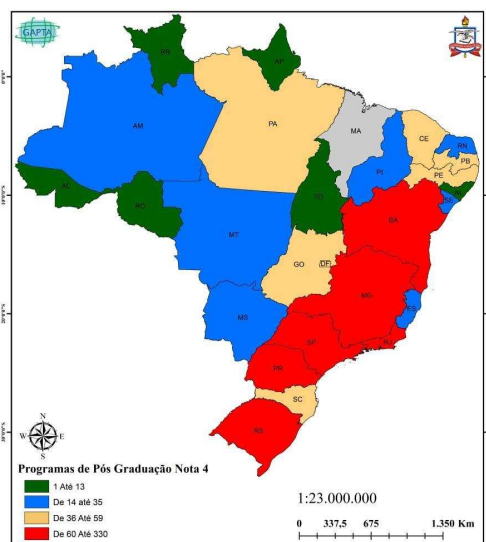 GAPTA
RR
AP
AM
PA
MA
CE
RN
PB
PE
PI
AL
SE
AC
RO
TO
BA
MT
GO
DF
MG
ES
MS
SP
RJ
PR
SC
RS
N
W
E
S
Programas de Pós Graduação Nota 4
1 Até 13
De 14 até 35
De 36 Até 59
De 60 Até 330
1:23.000.000
0 337,5 675 1.350 Km